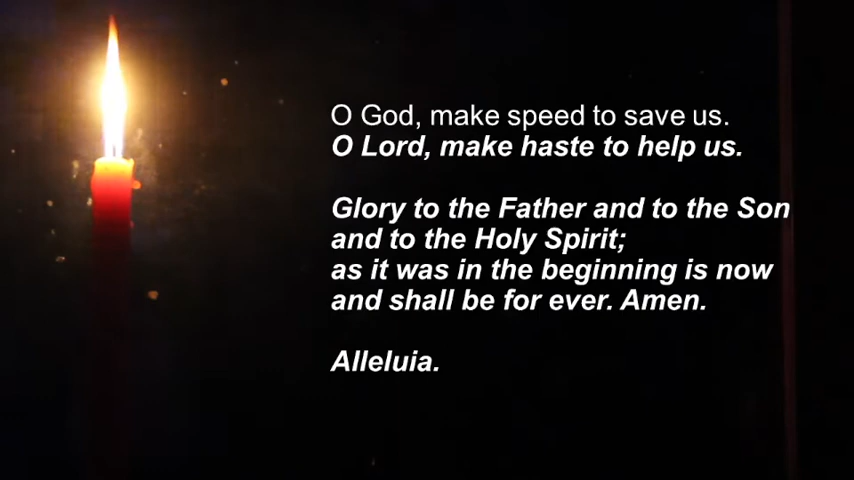 O God, make speed to save us.
O Lord, make haste to help us.
Glory to the Father and to the Son
and to the Holy Spirit;
as it was in the beginning is now
and shall be for ever. Amen.
Alleluia.